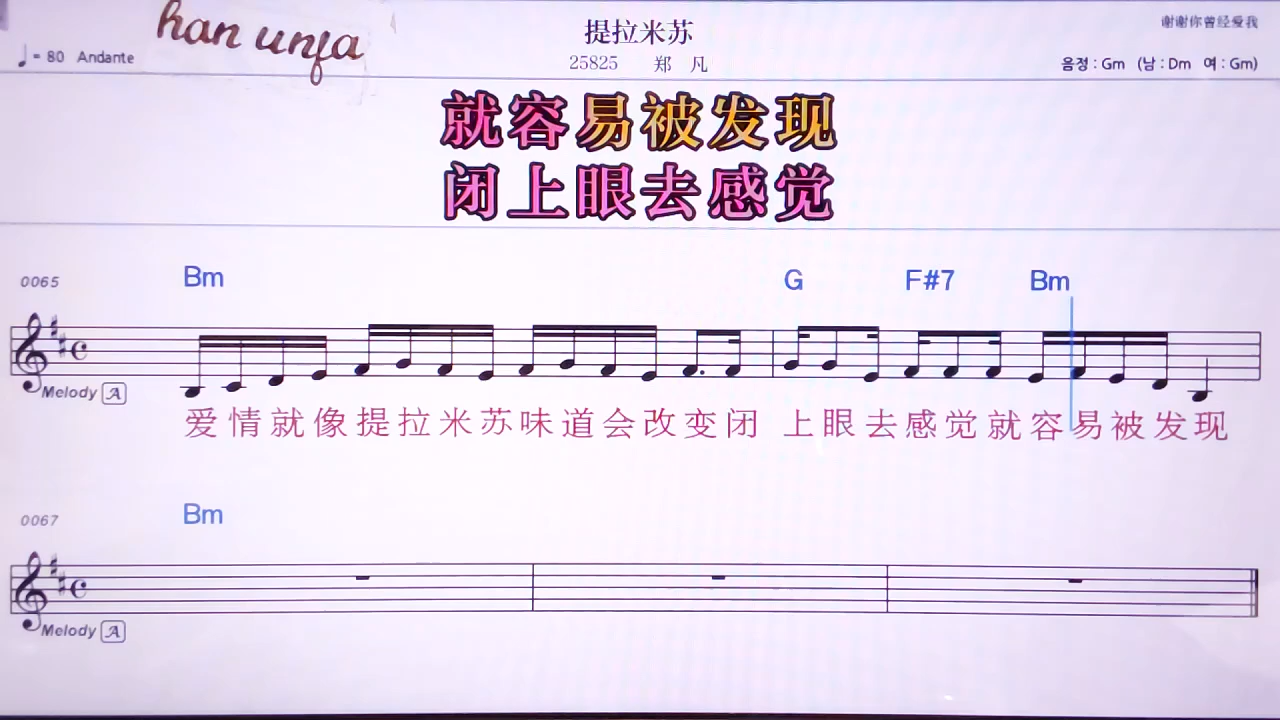 han unja
提拉米苏
谢谢你曾经爱我
♩= 80 Andante
25825 郑 凡
음정 : Gm (남 : Dm 여 : Gm)
就容易被发现
闭上眼去感觉
0065 Bm G F#7 Bm
Melody A
爱情就像提拉米苏味道会改变闭 上眼去感觉就容易被发现
0067 Bm
Melody A